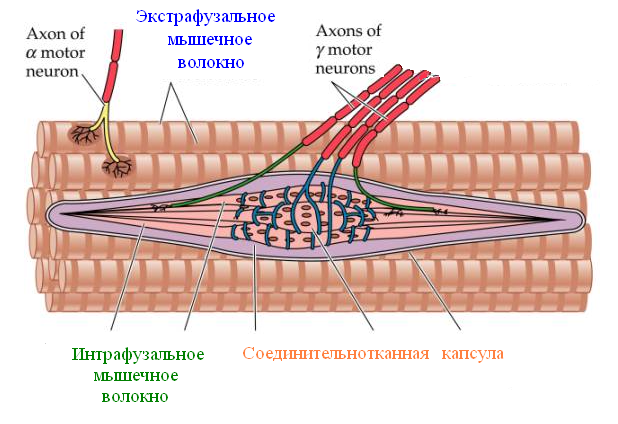 Экстрафузальное
мышечное
волокно
Axon of
α motor
neuron
Axons of
γ motor
neurons
Интрафузальное
мышечное
волокно
Соединительнотканная капсула